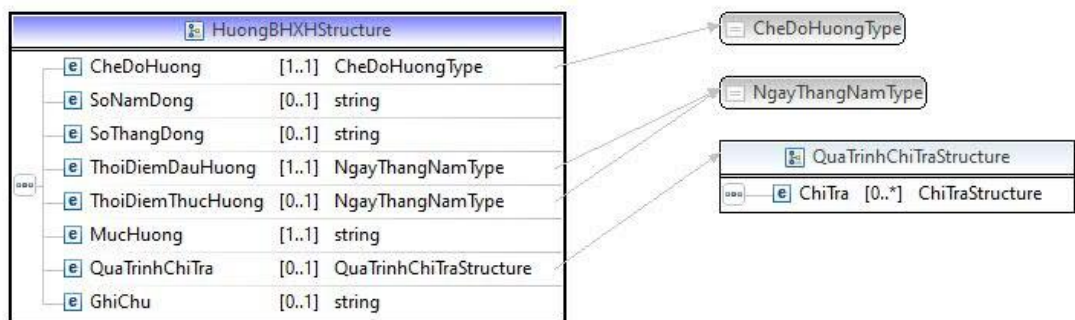 HuongBHXHStructure
CheDoHuong [1..1] CheDoHuongType
SoNamDong [0..1] string
SoThangDong [0..1] string
ThoiDiemDauHuong [1..1] NgayThangNamType
ThoiDiemThucHuong [0..1] NgayThangNamType
MucHuong [1..1] string
QuaTrinhChiTra [0..1] QuaTrinhChiTraStructure
GhiChu [0..1] string
CheDoHuongType
NgayThangNamType
QuaTrinhChiTraStructure
ChiTra [0..*] ChiTraStructure